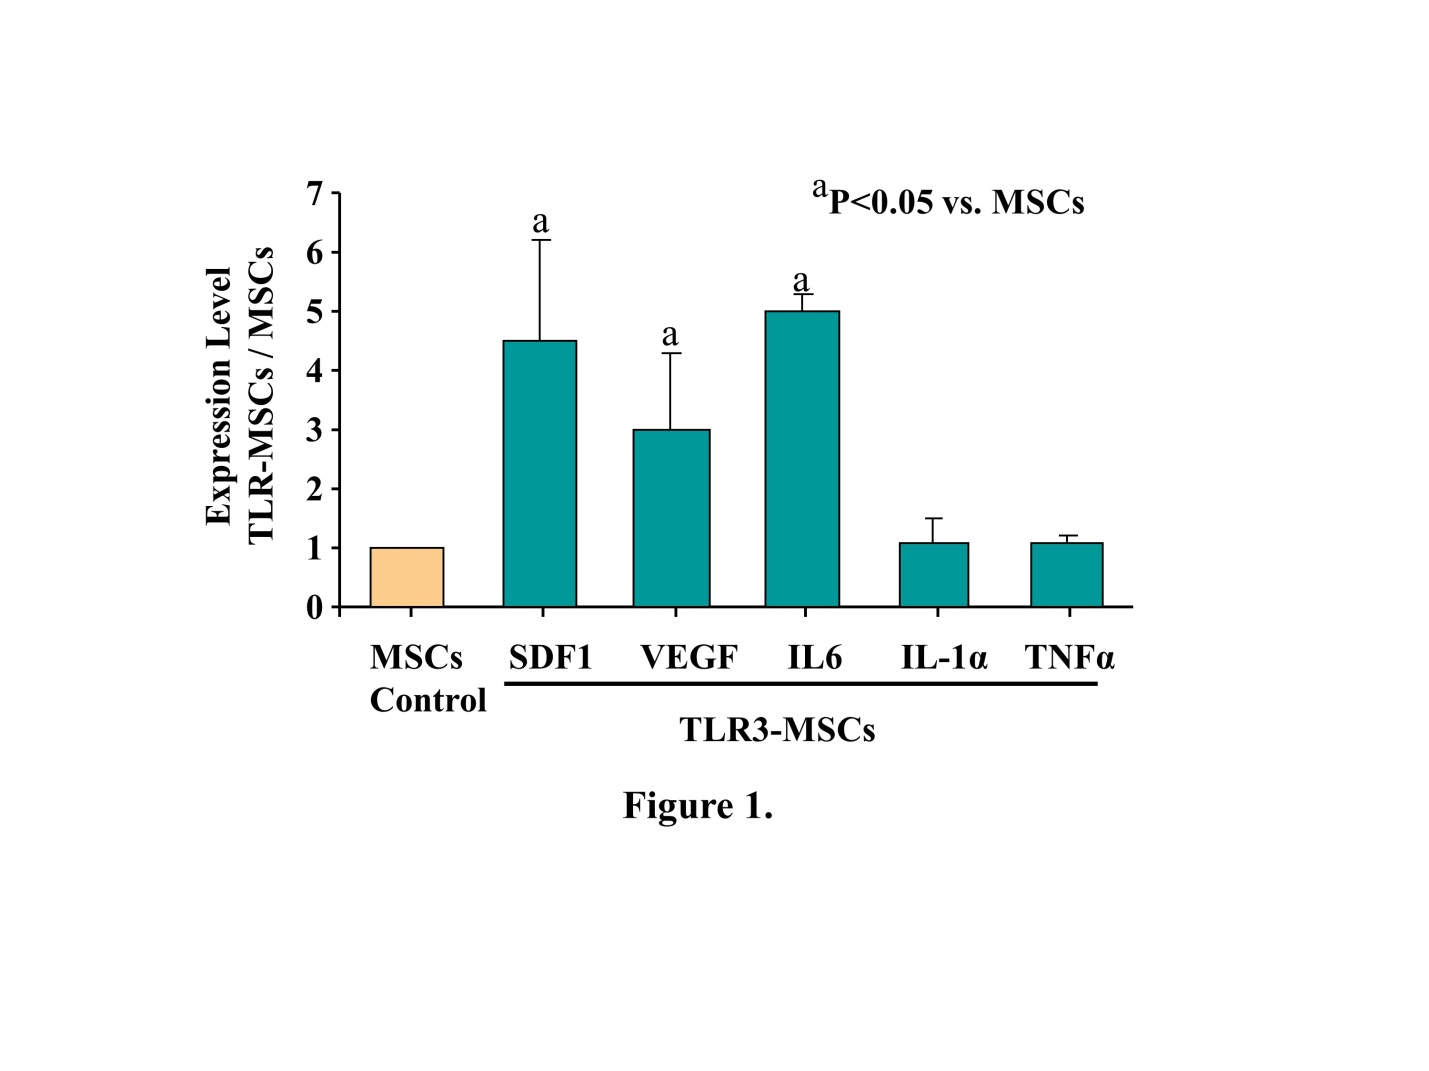 7
6
5
4
3
2
1
0
Expression Level
TLR-MSCs / MSCs
aP<0.05 vs. MSCs
a
a
a
MSCs
Control
SDF1
VEGF
IL6
IL-1α
TNFα
TLR3-MSCs
Figure 1.